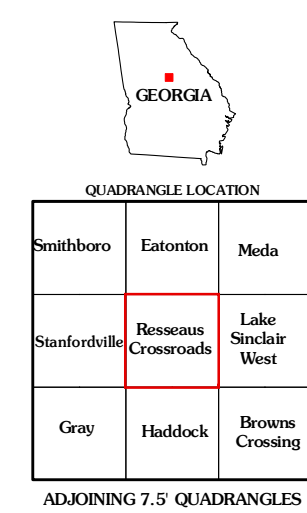 GEORGIA
QUADRANGLE LOCATION
Smithboro
Eatonton
Meda
Stanfordville
Resseaus
Crossroads
Lake
Sinclair
West
Gray
Haddock
Browns
Crossing
ADJOINING 7.5' QUADRANGLES